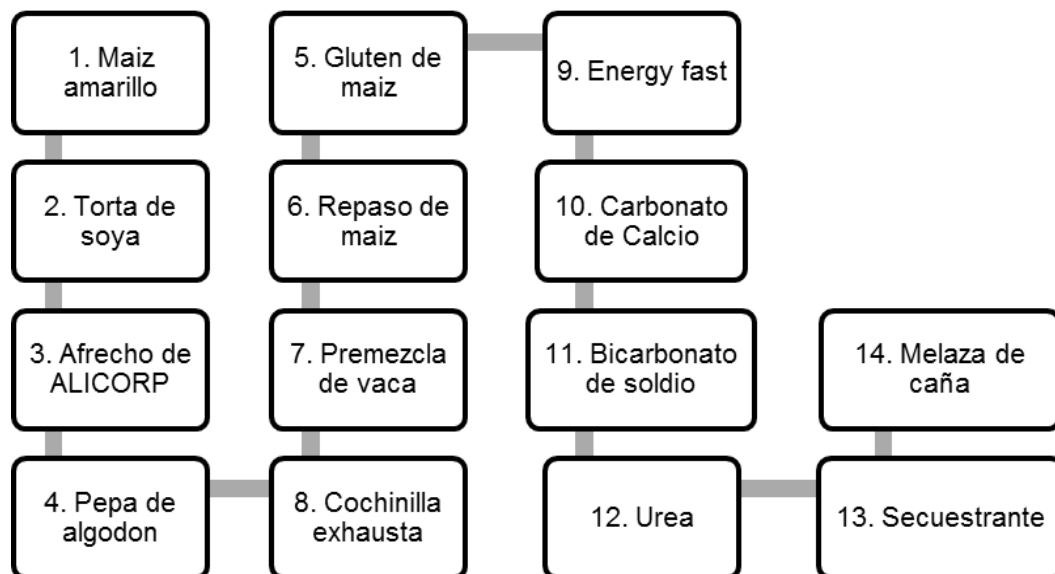 1. Maiz
amarillo
2. Torta de
soya
3. Afrecho de
ALICORP
4. Pepa de
algodon
5. Gluten de
maiz
6. Repaso de
maiz
7. Premezcla
de vaca
8. Cochinilla
exhausta
9. Energy fast
10. Carbonato
de Calcio
11. Bicarbonato
de soldio
12. Urea
13. Secuestrante
14. Melaza de
caña